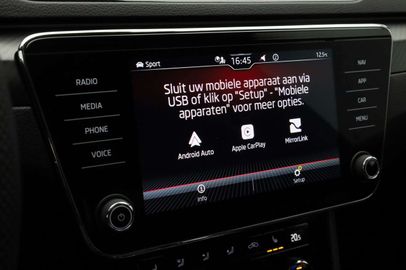 Sport
16:45
12.5
RADIO
MEDIA
PHONE
VOICE
Sluit uw mobiele apparaat aan via
USB of klik op "Setup" - "Mobiele
apparaten" voor meer opties.
Android Auto
Apple CarPlay
MirrorLink
Info
Setup
NAV
APP
CAR
MENU
20.5